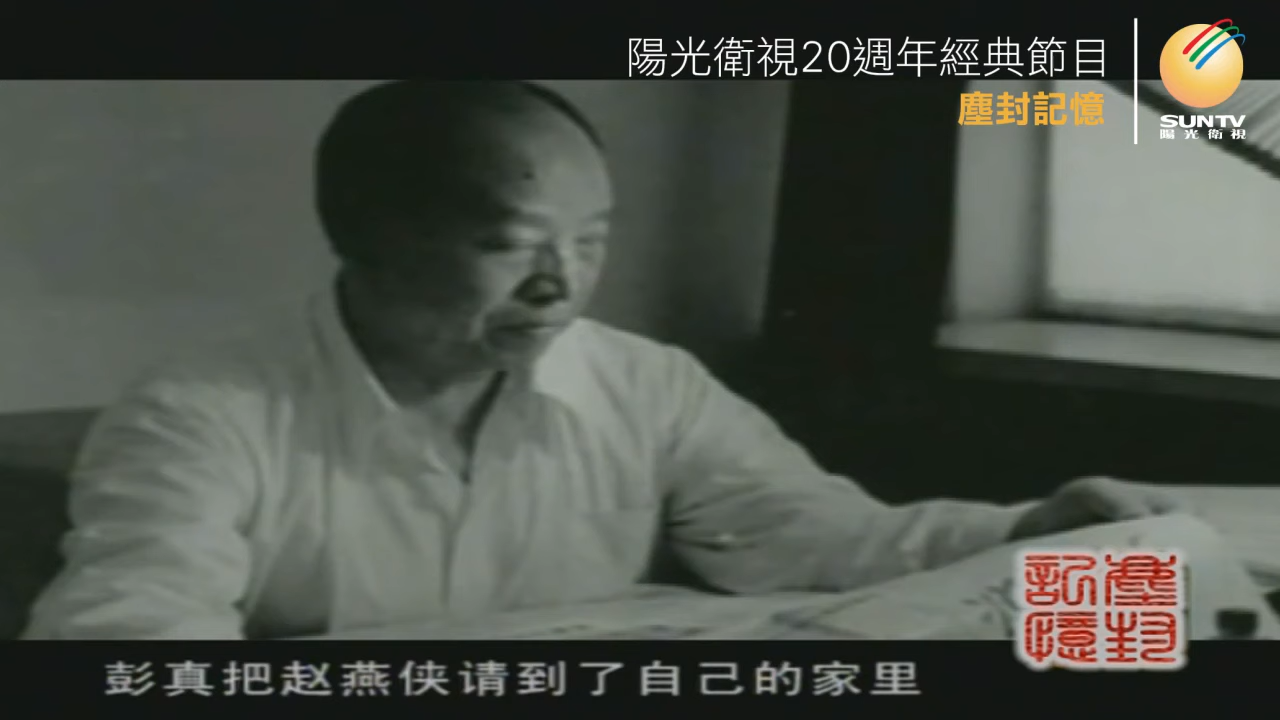 陽光衛視20週年經典節目
塵封記憶
SUNTV
陽光衛視
塵封
記憶
彭真把赵燕侠请到了自己的家里